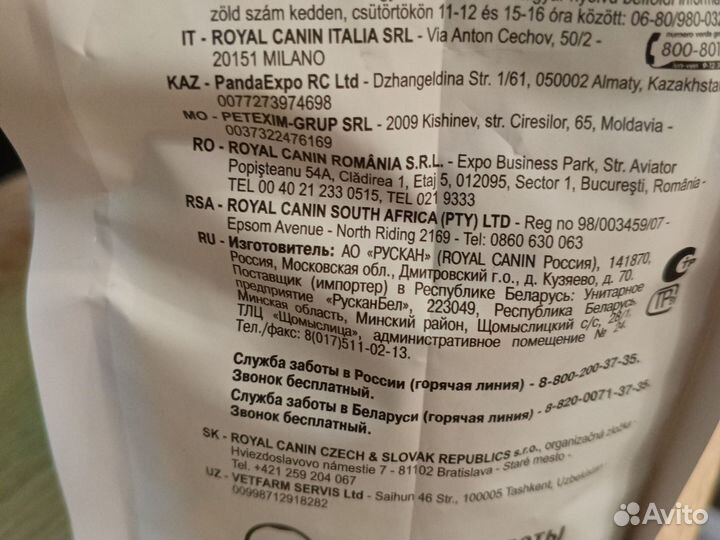 zöld szám kedden, csütörtökön 11-12 és 15-16 óra között: 06-80/980-032
IT - ROYAL CANIN ITALIA SRL - Via Anton Cechov, 50/2 -
20151 MILANO
numero verde
800-801
KAZ - PandaExpo RC Ltd - Dzhangeldina Str. 1/61, 050002 Almaty, Kazakhstan
0077273974698
MO - PETEXIM-GRUP SRL - 2009 Kishinev, str. Ciresilor, 65, Moldavia -
0037322476169
RO - ROYAL CANIN ROMÂNIA S.R.L. - Expo Business Park, Str. Aviator
Popişteanu 54A, Clădirea 1, Etaj 5, 012095, Sector 1, Bucureşti, România -
TEL 00 40 21 233 0515, TEL 021 9333
RSA - ROYAL CANIN SOUTH AFRICA (PTY) LTD - Reg no 98/003459/07 -
Epsom Avenue - North Riding 2169 - Tel: 0860 630 063
RU - Изготовитель: АО «РУСКАН» (ROYAL CANIN Россия), 141870,
Россия, Московская обл., Дмитровский г.о., д. Кузяево, д. 70.
Поставщик (импортер) в Республике Беларусь: Унитарное
предприятие «РусканБел», 223049, Республика Беларусь,
Минская область, Минский район, Щомыслицкий с/с, 28/1,
ТЛЦ «Щомыслица», административное помещение №
Тел./факс: 8(017)511-02-13.
Служба заботы в России (горячая линия) - 8-800-200-37-35.
Звонок бесплатный.
Служба заботы в Беларуси (горячая линия) - 8-820-0071-37-35.
Звонок бесплатный.
SK - ROYAL CANIN CZECH & SLOVAK REPUBLICS s.r.o., organizačná zložka -
Hviezdoslavovo námestie 7 - 81102 Bratislava - Staré mesto -
Tel. +421 259 204 067
UZ - VETFARM SERVIS Ltd - Saihun 46 Str., 100005 Tashkent, Uzbekistan
00998712918282
Avito